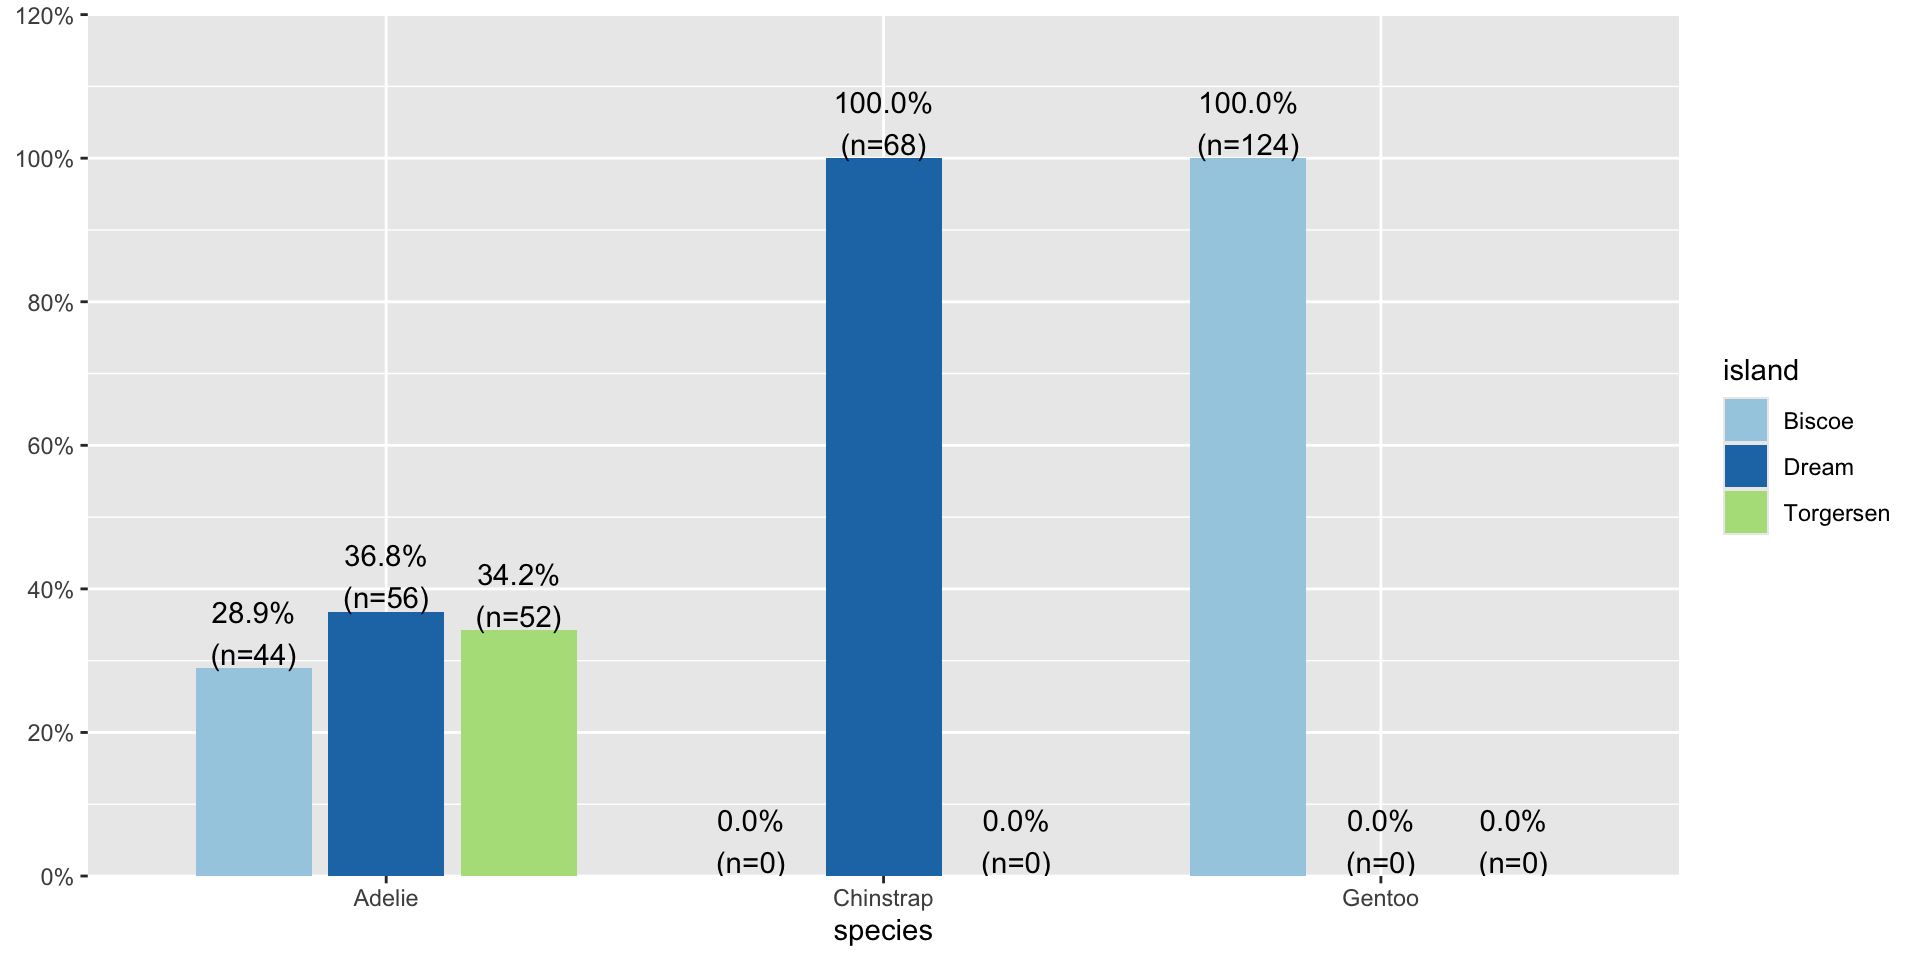 120%
100%
80%
60%
40%
20%
0%
28.9%
(n=44)
36.8%
(n=56)
34.2%
(n=52)
0.0%
(n=0)
100.0%
(n=68)
0.0%
(n=0)
100.0%
(n=124)
0.0%
(n=0)
0.0%
(n=0)
Adelie
Chinstrap
Gentoo
species
island
Biscoe
Dream
Torgersen